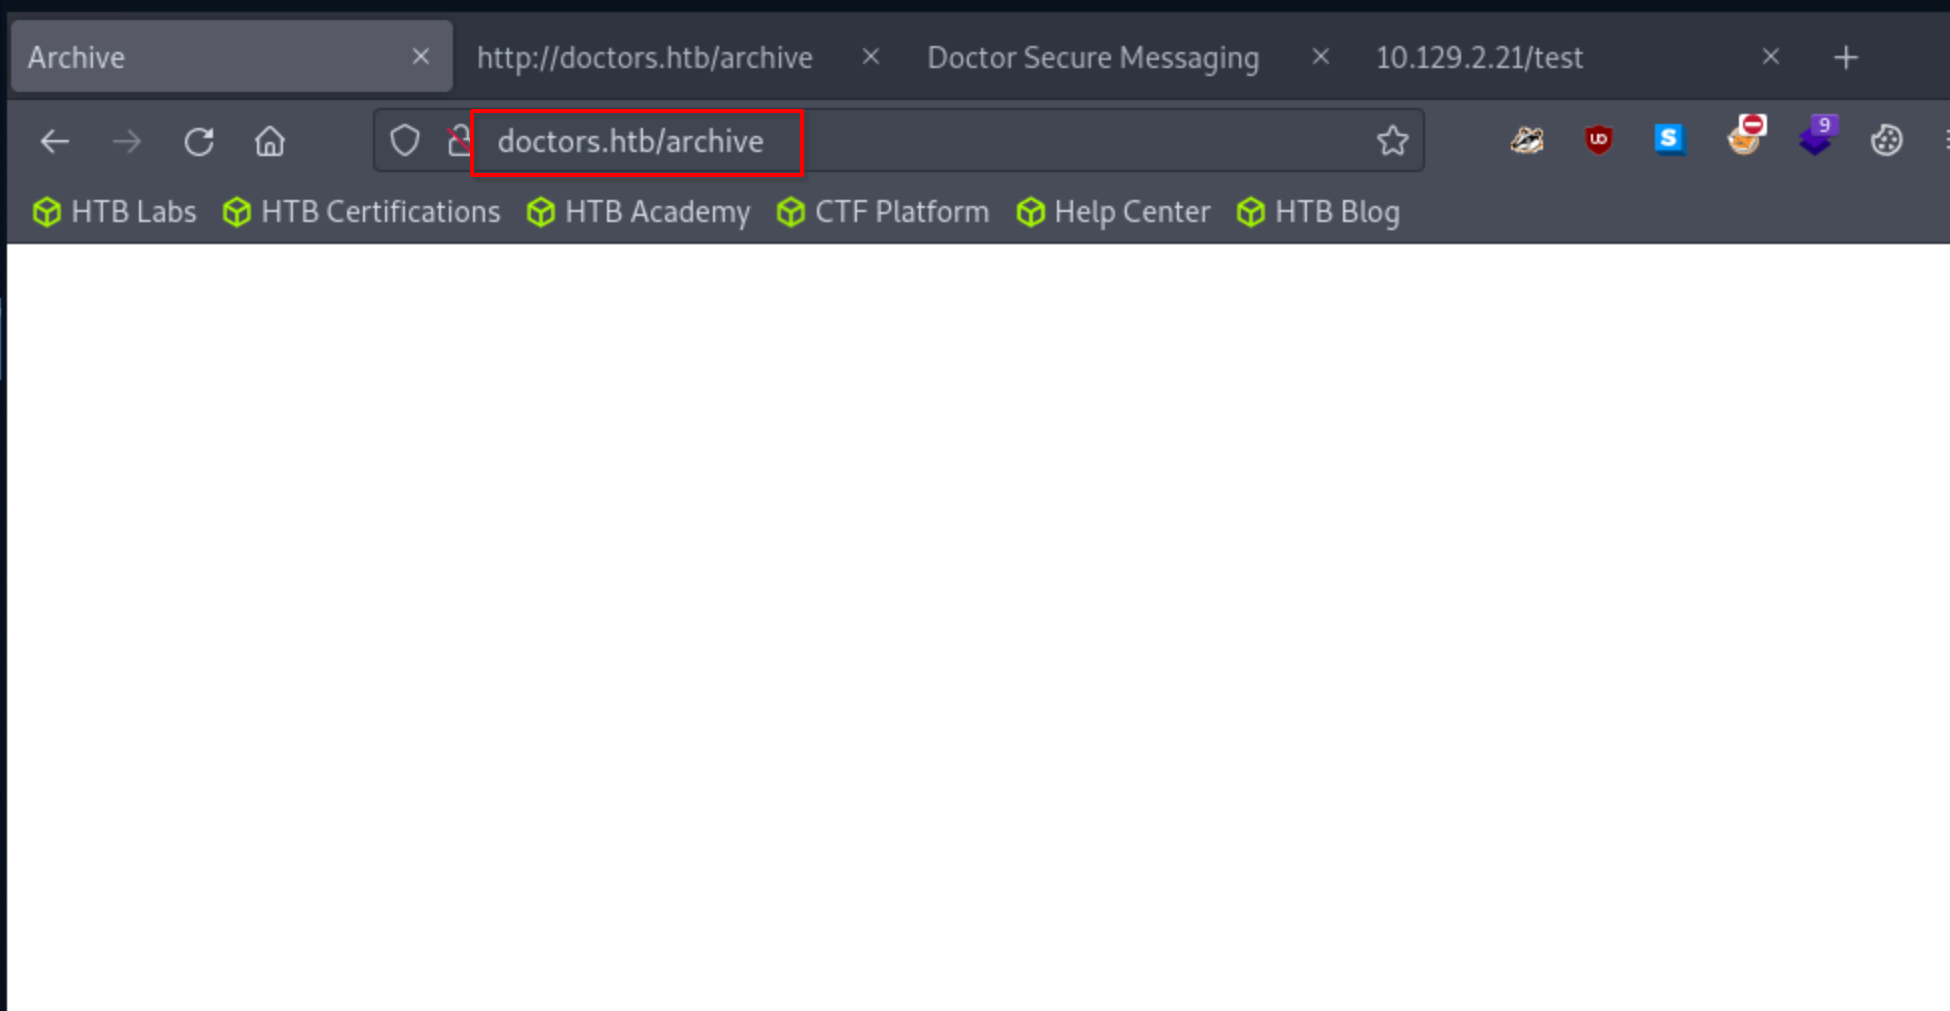 Archive http://doctors.htb/archive Doctor Secure Messaging 10.129.2.21/test
doctors.htb/archive UO S 9
HTB Labs HTB Certifications HTB Academy CTF Platform Help Center HTB Blog